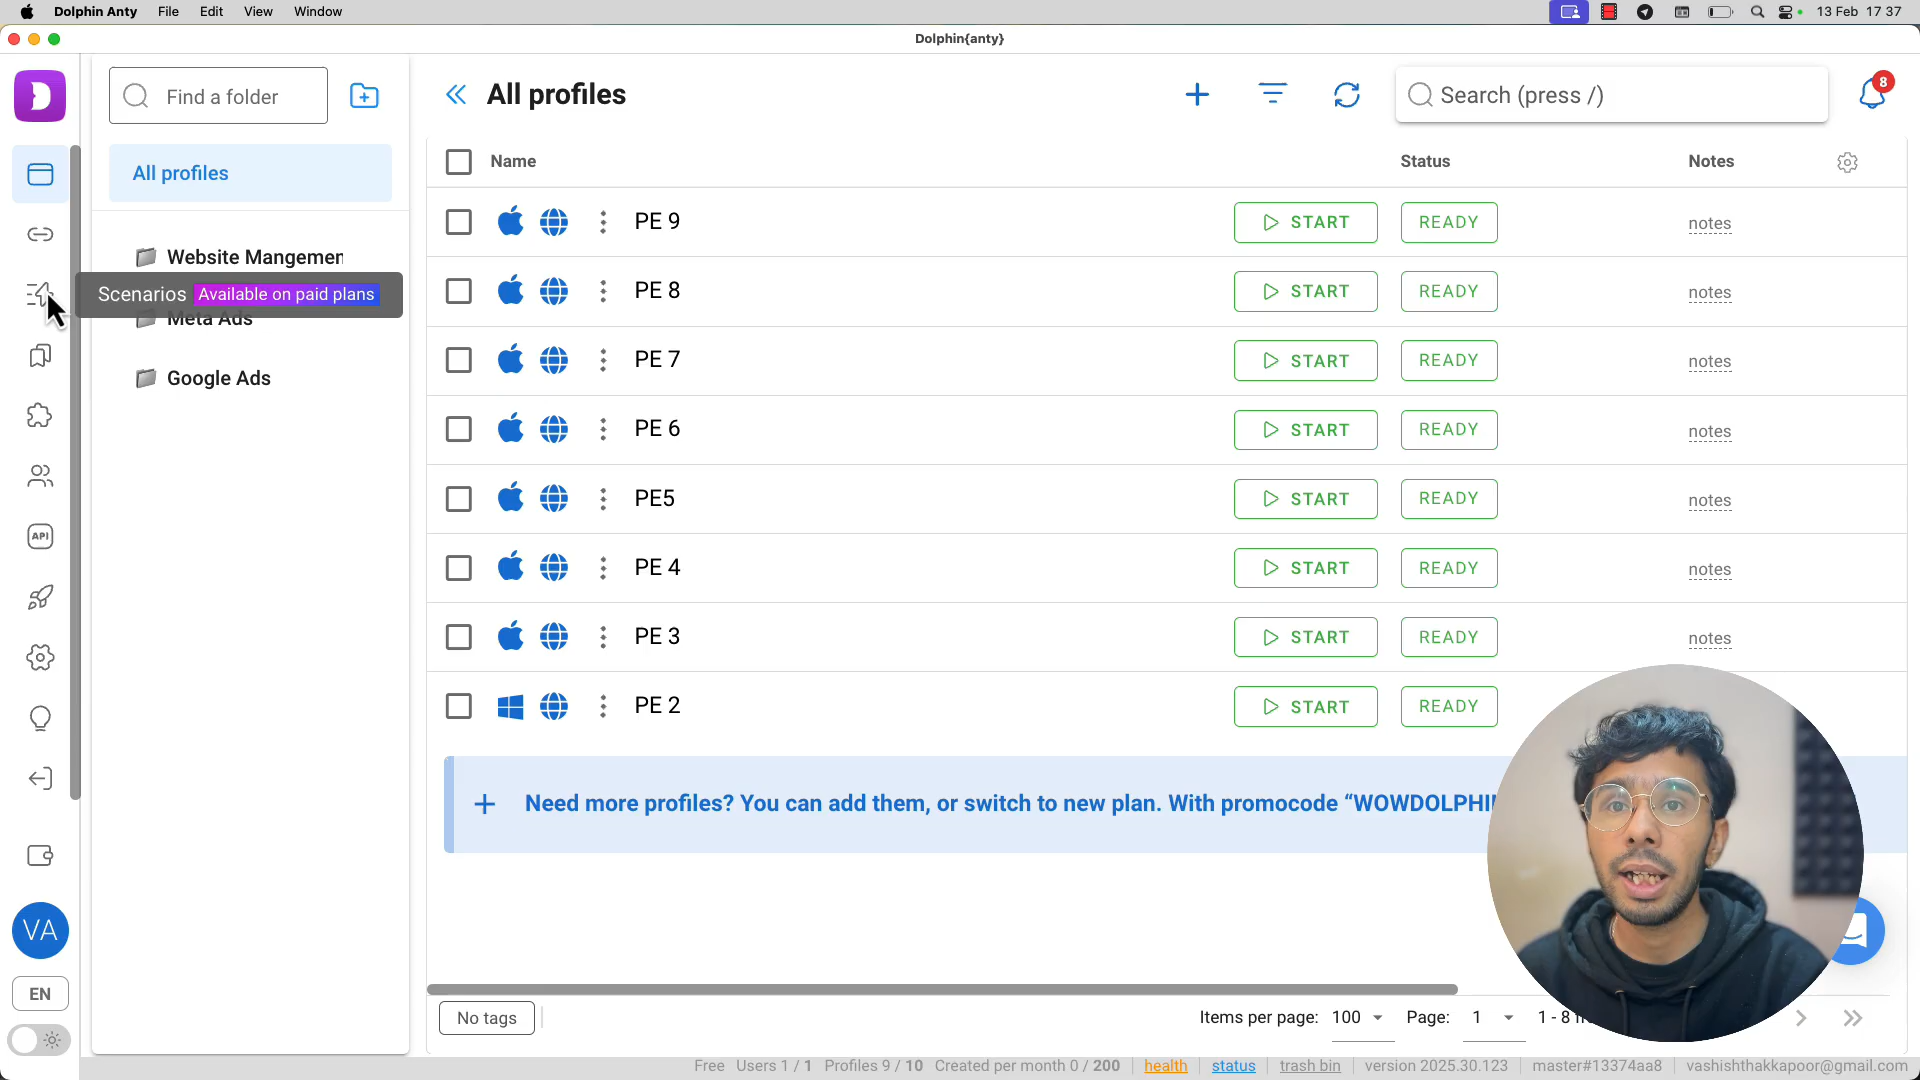 Dolphin Anty File Edit View Window 13 Feb 17 37
Dolphin{anty}
Find a folder
All profiles
Search (press /)
8
All profiles
Name Status Notes
Website Mangemen
Scenarios Available on paid plans
Meta Ads
Google Ads
PE 9 START READY notes
PE 8 START READY notes
PE 7 START READY notes
PE 6 START READY notes
PE5 START READY notes
PE 4 START READY notes
PE 3 START READY notes
PE 2 START READY
API
Need more profiles? You can add them, or switch to new plan. With promocode “WOWDOLPHI
VA
EN
No tags
Items per page: 100 Page: 1 1 - 8
Free Users 1 / 1 Profiles 9 / 10 Created per month 0 / 200 health status trash bin version 2025.30.123 master#13374aa8 vashishthakkapoor@gmail.com